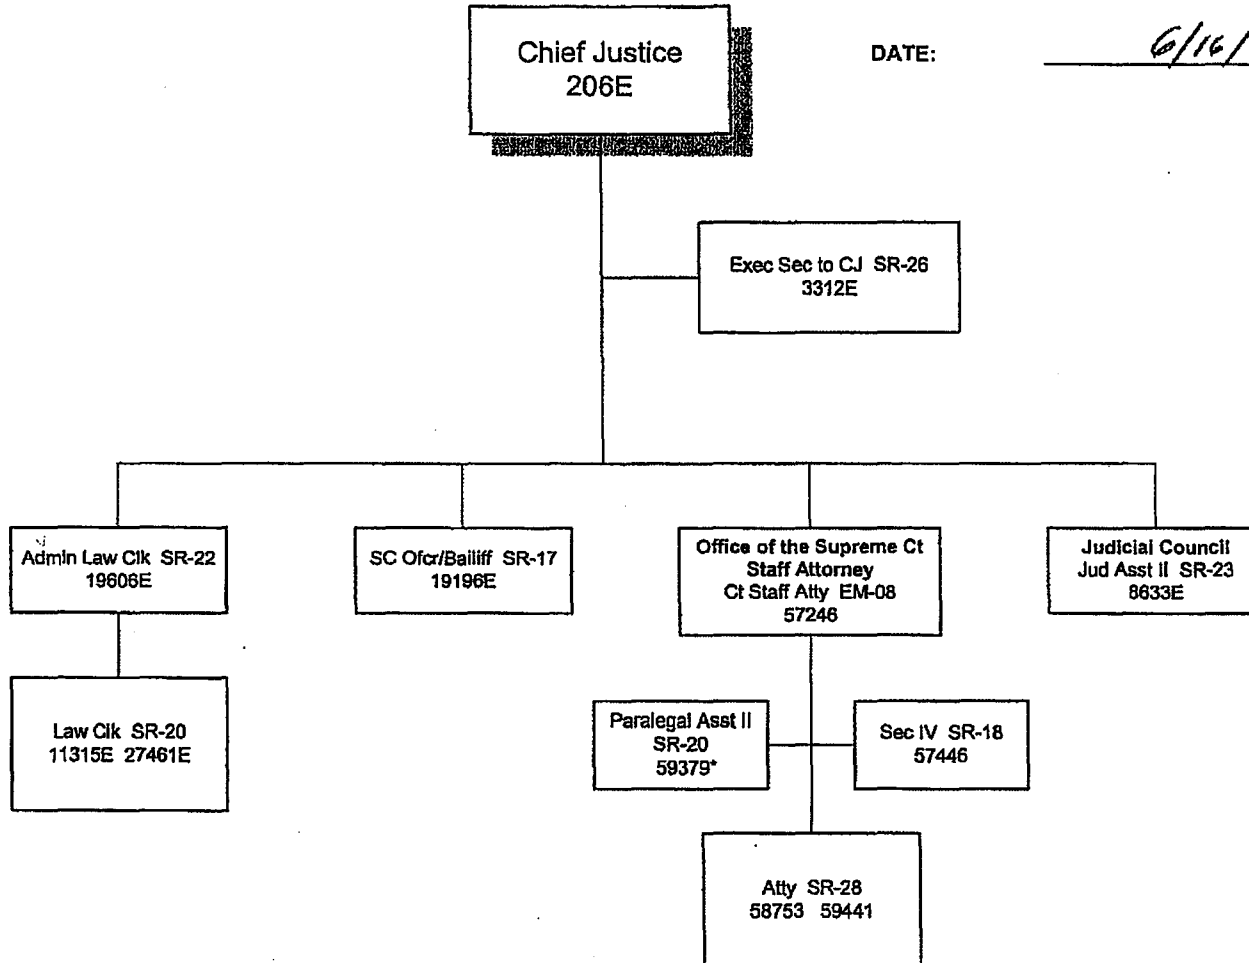 Chief Justice
206E
DATE:
6/16/
Exec Sec to CJ SR-26
3312E
Admin Law Clk SR-22
19606E
SC Ofcr/Bailiff SR-17
19196E
Office of the Supreme Ct
Staff Attorney
Ct Staff Atty EM-08
57246
Judicial Council
Jud Asst II SR-23
8633E
Law Clk SR-20
11315E 27461E
Paralegal Asst II
SR-20
59379*
Sec IV SR-18
57446
Atty SR-28
58753 59441